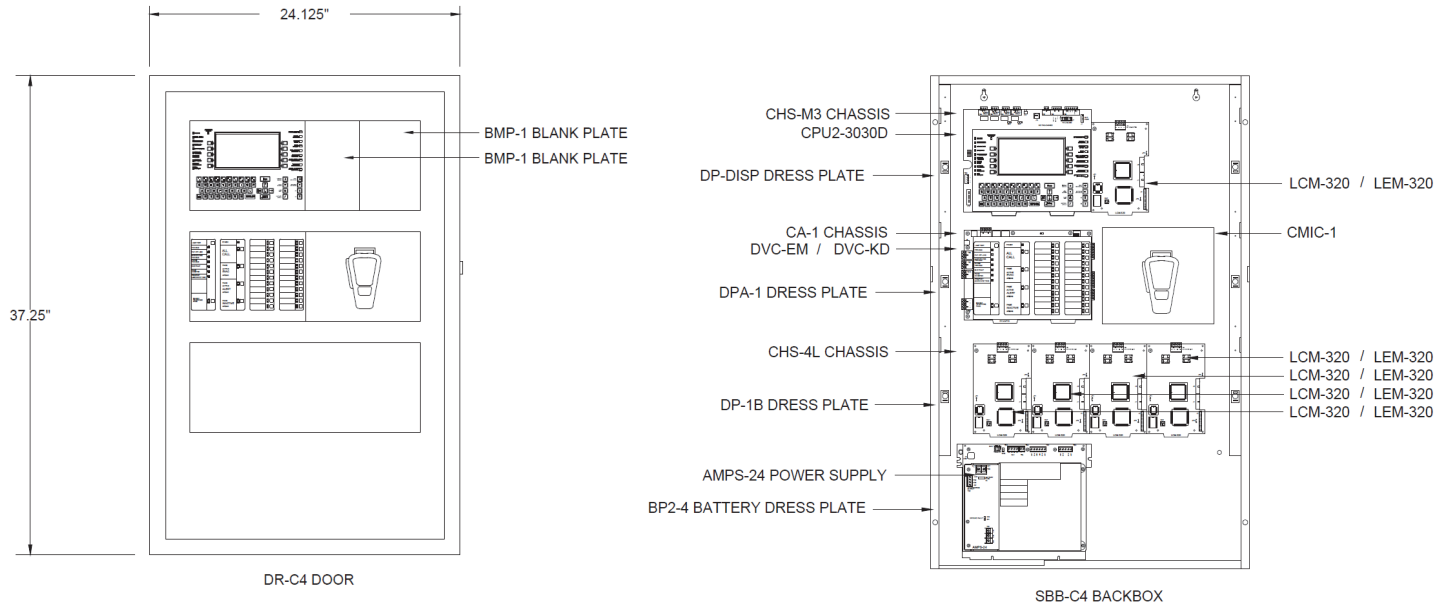 24.125"
37.25"
BMP-1 BLANK PLATE
BMP-1 BLANK PLATE
DR-C4 DOOR
CHS-M3 CHASSIS
CPU2-3030D
DP-DISP DRESS PLATE
CA-1 CHASSIS
DVC-EM / DVC-KD
DPA-1 DRESS PLATE
CHS-4L CHASSIS
DP-1B DRESS PLATE
AMPS-24 POWER SUPPLY
BP2-4 BATTERY DRESS PLATE
LCM-320 / LEM-320
CMIC-1
LCM-320 / LEM-320
LCM-320 / LEM-320
LCM-320 / LEM-320
LCM-320 / LEM-320
AMPS-24
SBB-C4 BACKBOX